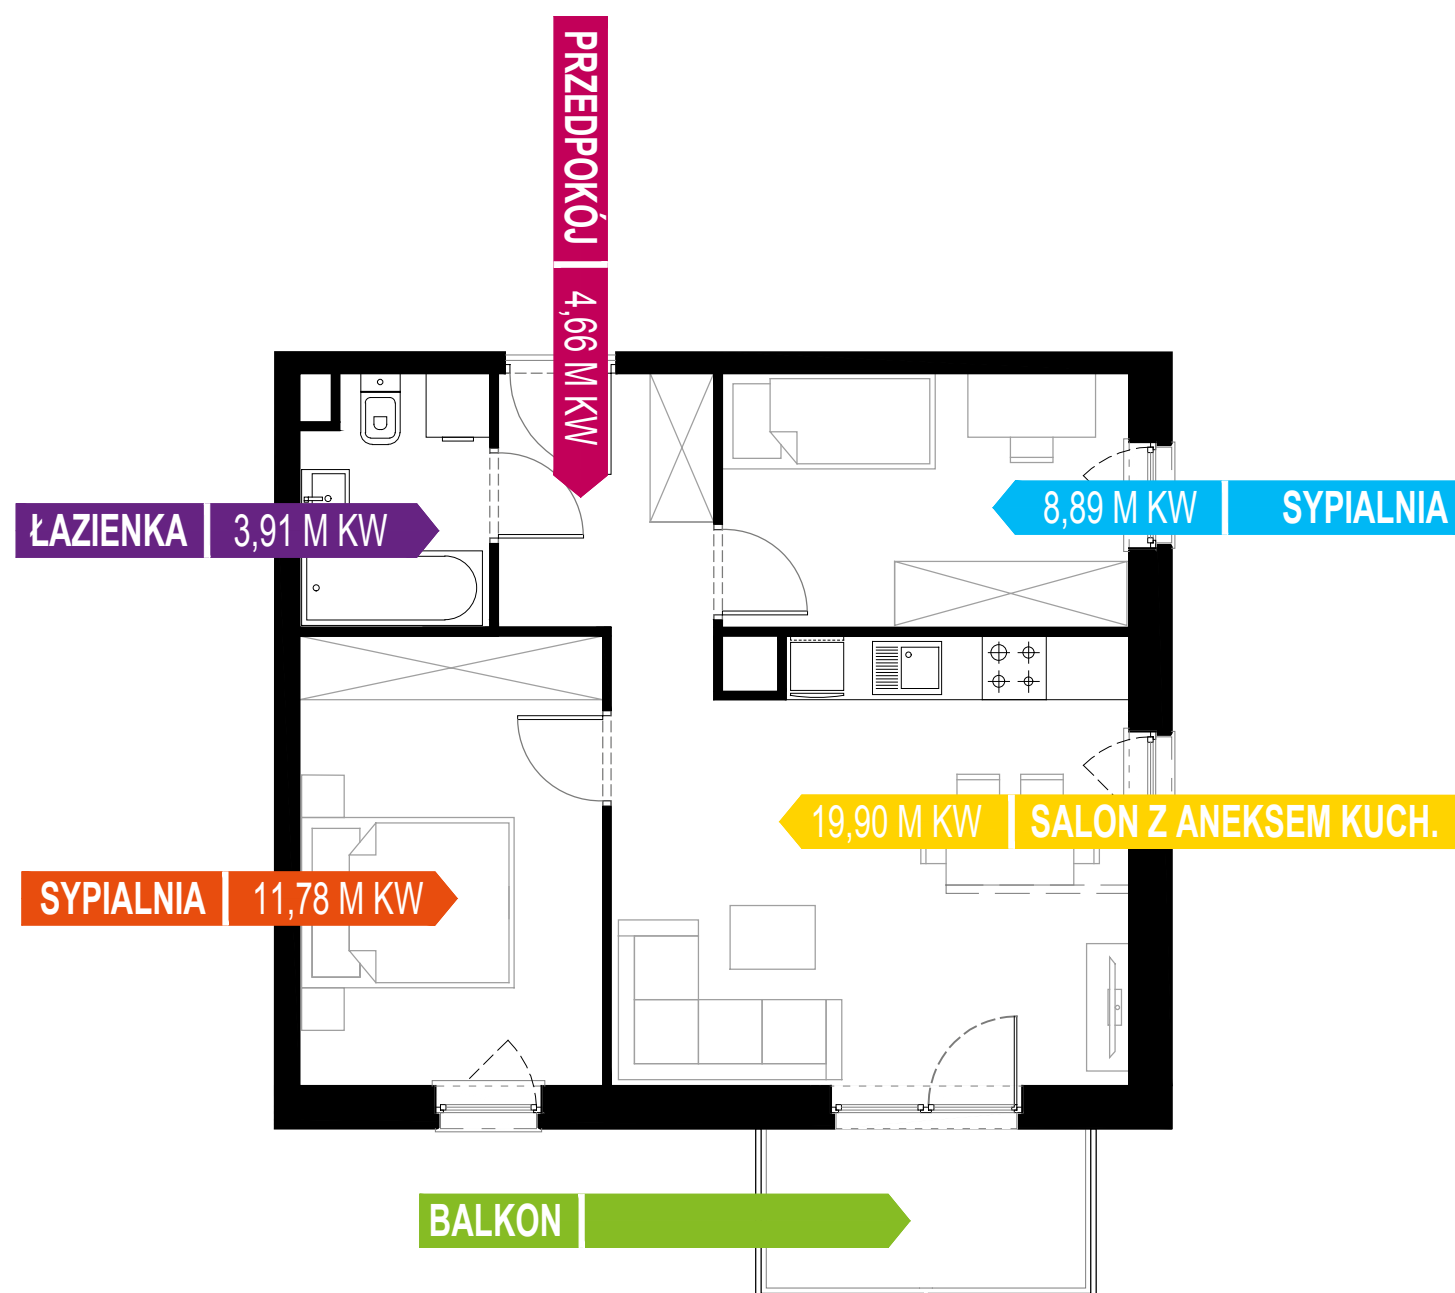 PRZEDPOKÓJ 4,66 M KW
ŁAZIENKA 3,91 M KW
8,89 M KW SYPIALNIA
19,90 M KW SALON Z ANEKSEM KUCH.
SYPIALNIA 11,78 M KW
BALKON